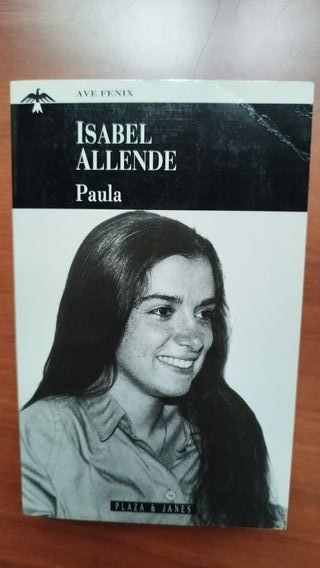 AVE FENIX
ISABEL
ALLENDE
Paula
PLAZA & JANES